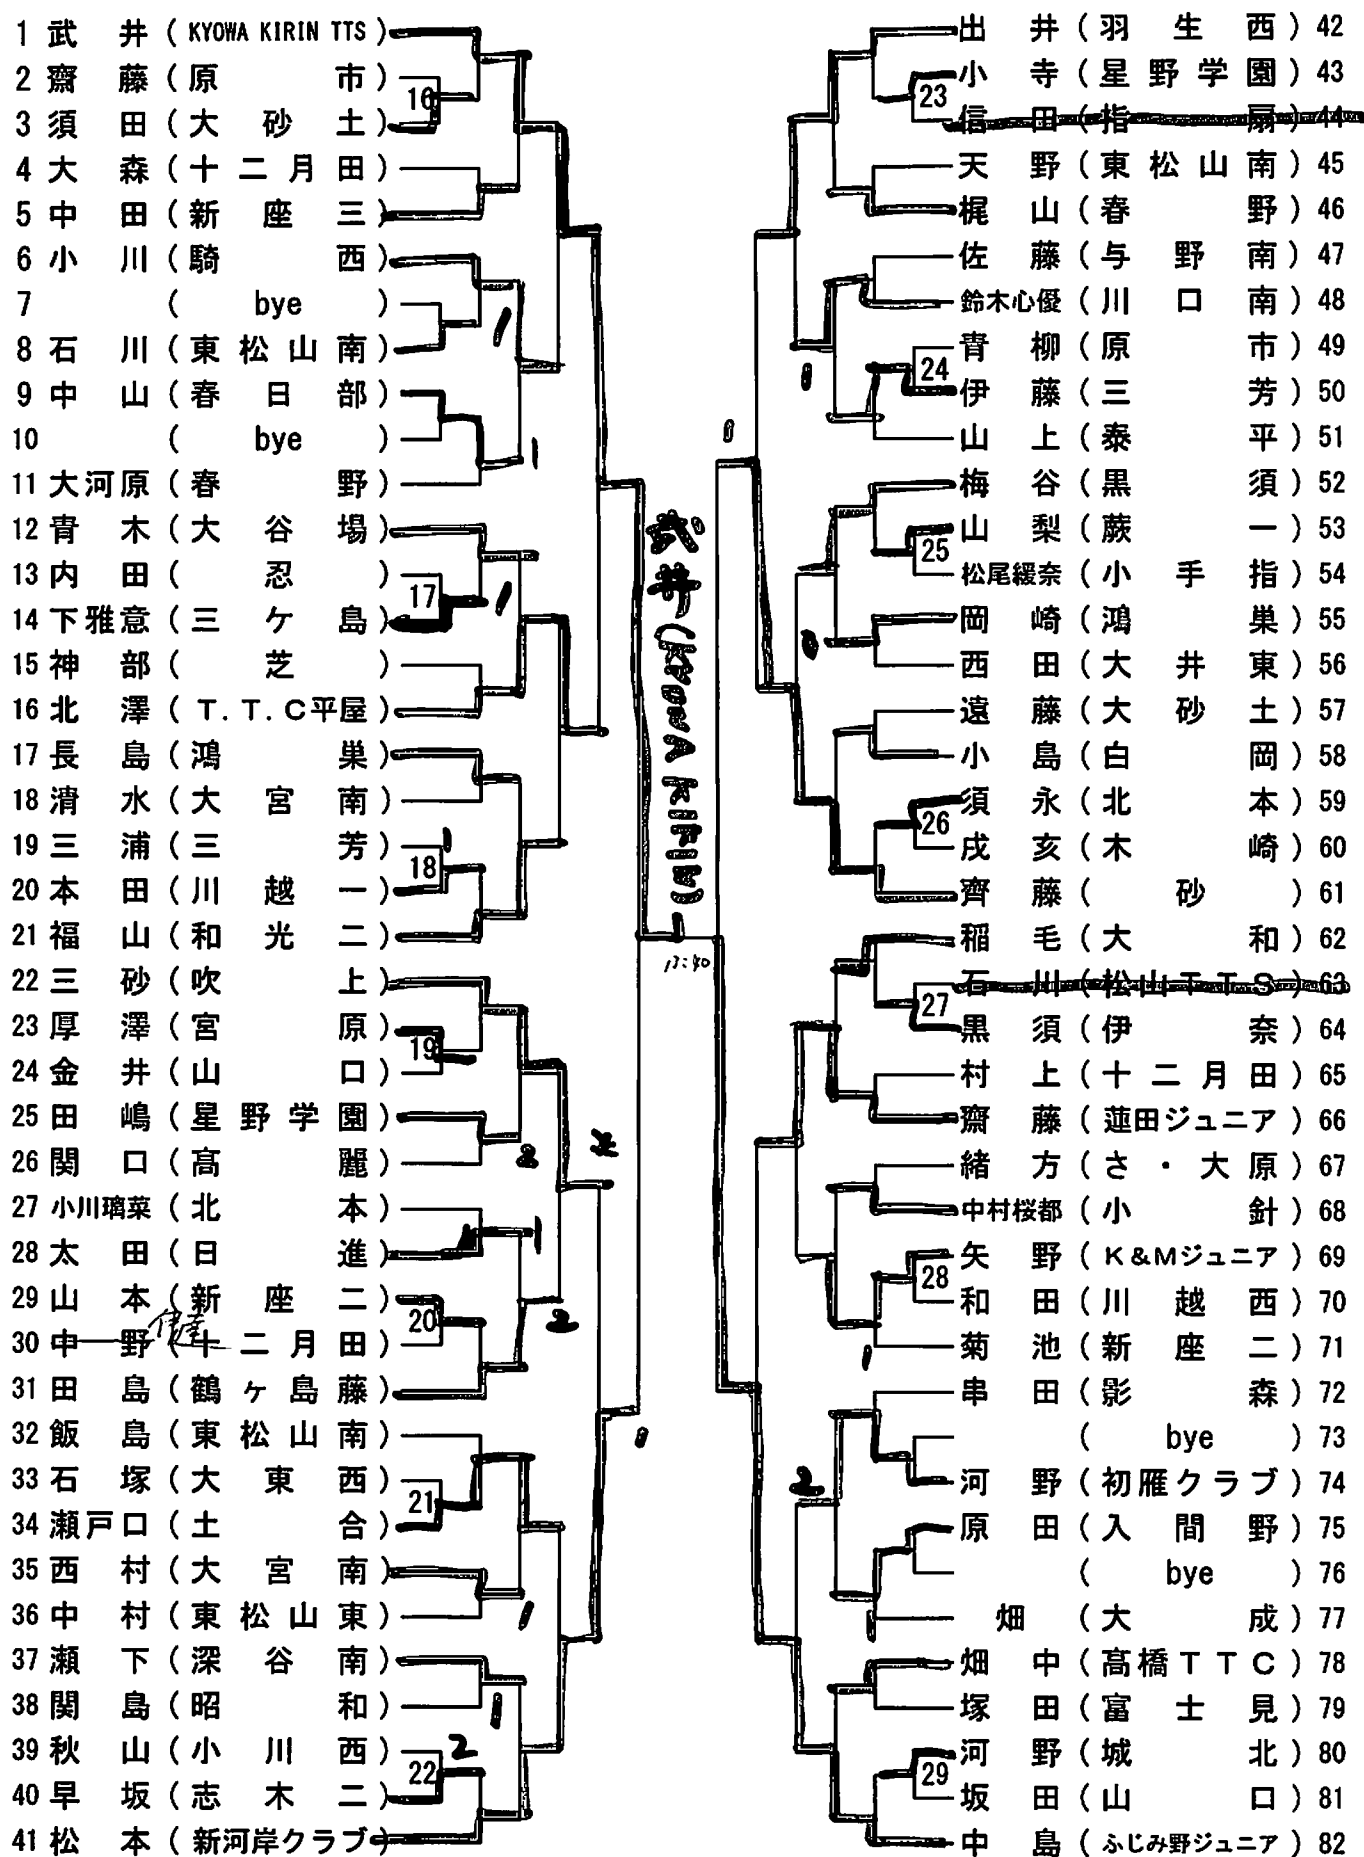 1 武井 (KYOWA KIRIN TTS)
2 齋藤 (原市)
3 須田 (大砂土)
4 大森 (十二月田)
5 中田 (新座三)
6 小川 (騎西)
7 ( bye )
8 石川 (東松山南)
9 中山 (春日部)
10 ( bye )
11 大河原 (春野)
12 青木 (大谷場)
13 内田 (忍)
14 下雅意 (三ケ島)
15 神部 (芝)
16 北澤 (T.T.C平屋)
17 長島 (鴻巣)
18 清水 (大宮南)
19 三浦 (三芳)
20 本田 (川越一)
21 福山 (和光二)
22 三砂 (吹上)
23 厚澤 (宮原)
24 金井 (山口)
25 田嶋 (星野学園)
26 関口 (高麗)
27 小川璃菜 (北本)
28 太田 (日進)
29 山本 (新座二)
30 中野 (十二月田)
31 田島 (鶴ヶ島藤)
32 飯島 (東松山南)
33 石塚 (大東西)
34 瀬戸口 (土合)
35 西村 (大宮南)
36 中村 (東松山東)
37 瀬下 (深谷南)
38 関島 (昭和)
39 秋山 (小川西)
40 早坂 (志木二)
41 松本 (新河岸クラブ)
16
1
1
17
1
18
1
19
2
1
20
2
21
1
1
2
22
1
武井(KYOWA KIRIN)
13:40
出井 (羽生西) 42
小寺 (星野学園) 43
信田 (指扇) 44
天野 (東松山南) 45
梶山 (春野) 46
佐藤 (与野南) 47
鈴木心優 (川口南) 48
青柳 (原市) 49
伊藤 (三芳) 50
山上 (泰平) 51
梅谷 (黒須) 52
山梨 (蕨一) 53
松尾緩奈 (小手指) 54
岡崎 (鴻巣) 55
西田 (大井東) 56
遠藤 (大砂土) 57
小島 (白岡) 58
須永 (北本) 59
戌亥 (木崎) 60
齊藤 (砂) 61
稲毛 (大和) 62
石川 (松山TTS) 63
黒須 (伊奈) 64
村上 (十二月田) 65
齋藤 (蓮田ジュニア) 66
緒方 (さ・大原) 67
中村桜都 (小針) 68
矢野 (K&Mジュニア) 69
和田 (川越西) 70
菊池 (新座二) 71
串田 (影森) 72
( bye ) 73
河野 (初雁クラブ) 74
原田 (入間野) 75
( bye ) 76
畑 (大成) 77
畑中 (高橋TTC) 78
塚田 (富士見) 79
河野 (城北) 80
坂田 (山口) 81
中島 (ふじみ野ジュニア) 82
23
24
1
1
25
0
26
27
28
1
2
1
29